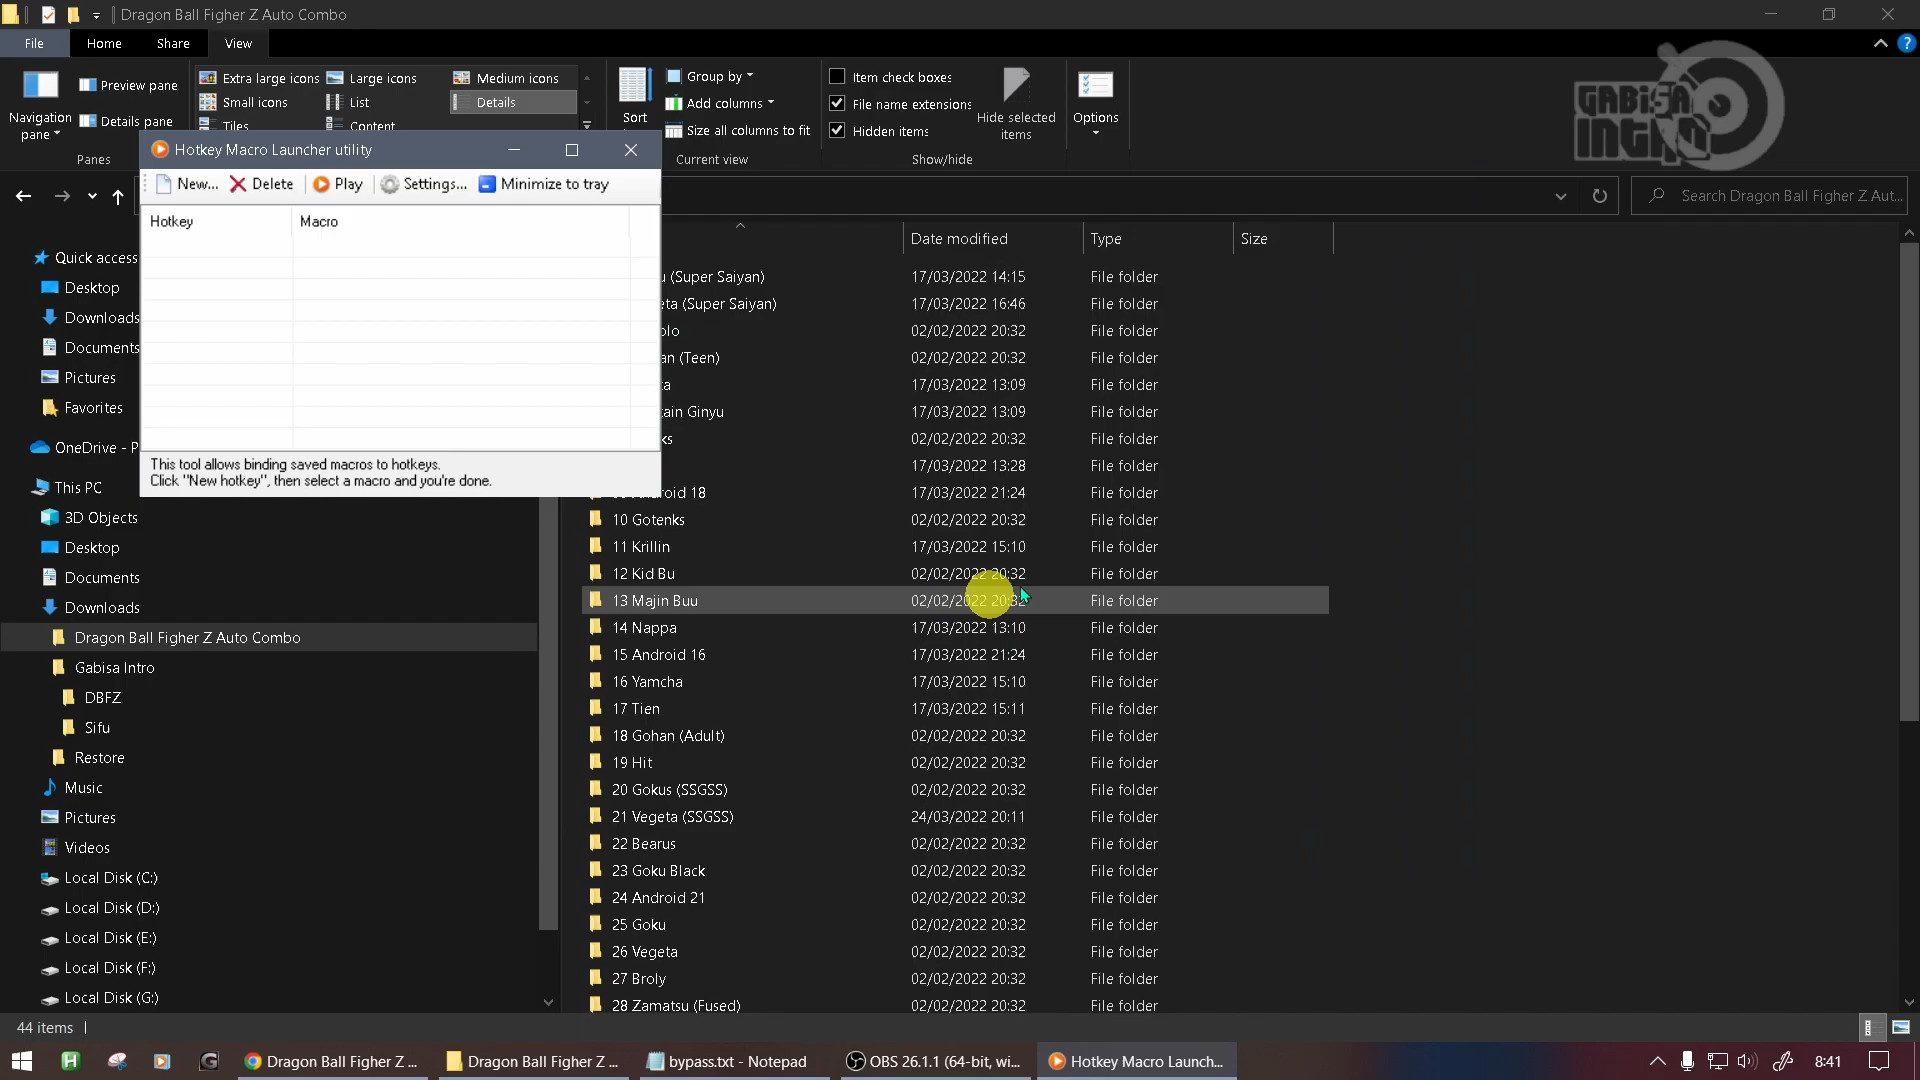 Dragon Ball Figher Z Auto Combo
File Home Share View
Navigation pane
Preview pane
Details pane
Panes
Extra large icons Large icons Medium icons
Small icons List Details
Tiles Content
Sort
Group by
Add columns
Size all columns to fit
Current view
Item check boxes
File name extensions
Hidden items
Hide selected items
Show/hide
Options
GABISA
INTRO
Hotkey Macro Launcher utility
New... Delete Play Settings... Minimize to tray
Hotkey Macro
This tool allows binding saved macros to hotkeys.
Click "New hotkey", then select a macro and you're done.
Search Dragon Ball Figher Z Aut...
Quick access
Desktop
Downloads
Documents
Pictures
Favorites
OneDrive - P
This PC
3D Objects
Desktop
Documents
Downloads
Dragon Ball Figher Z Auto Combo
Gabisa Intro
DBFZ
Sifu
Restore
Music
Pictures
Videos
Local Disk (C:)
Local Disk (D:)
Local Disk (E:)
Local Disk (F:)
Local Disk (G:)
Date modified Type Size
u (Super Saiyan) 17/03/2022 14:15 File folder
eta (Super Saiyan) 17/03/2022 16:46 File folder
olo 02/02/2022 20:32 File folder
an (Teen) 02/02/2022 20:32 File folder
za 17/03/2022 13:09 File folder
tain Ginyu 17/03/2022 13:09 File folder
ks 02/02/2022 20:32 File folder
17/03/2022 13:28 File folder
roid 18 17/03/2022 21:24 File folder
10 Gotenks 02/02/2022 20:32 File folder
11 Krillin 17/03/2022 15:10 File folder
12 Kid Bu 02/02/2022 20:32 File folder
13 Majin Buu 02/02/2022 20:32 File folder
14 Nappa 17/03/2022 13:10 File folder
15 Android 16 17/03/2022 21:24 File folder
16 Yamcha 17/03/2022 15:10 File folder
17 Tien 17/03/2022 15:11 File folder
18 Gohan (Adult) 02/02/2022 20:32 File folder
19 Hit 02/02/2022 20:32 File folder
20 Gokus (SSGSS) 02/02/2022 20:32 File folder
21 Vegeta (SSGSS) 24/03/2022 20:11 File folder
22 Bearus 02/02/2022 20:32 File folder
23 Goku Black 02/02/2022 20:32 File folder
24 Android 21 02/02/2022 20:32 File folder
25 Goku 02/02/2022 20:32 File folder
26 Vegeta 02/02/2022 20:32 File folder
27 Broly 02/02/2022 20:32 File folder
28 Zamatsu (Fused) 02/02/2022 20:32 File folder
44 items
Dragon Ball Figher Z ... Dragon Ball Figher Z ... bypass.txt - Notepad OBS 26.1.1 (64-bit, wi... Hotkey Macro Launch... 8:41